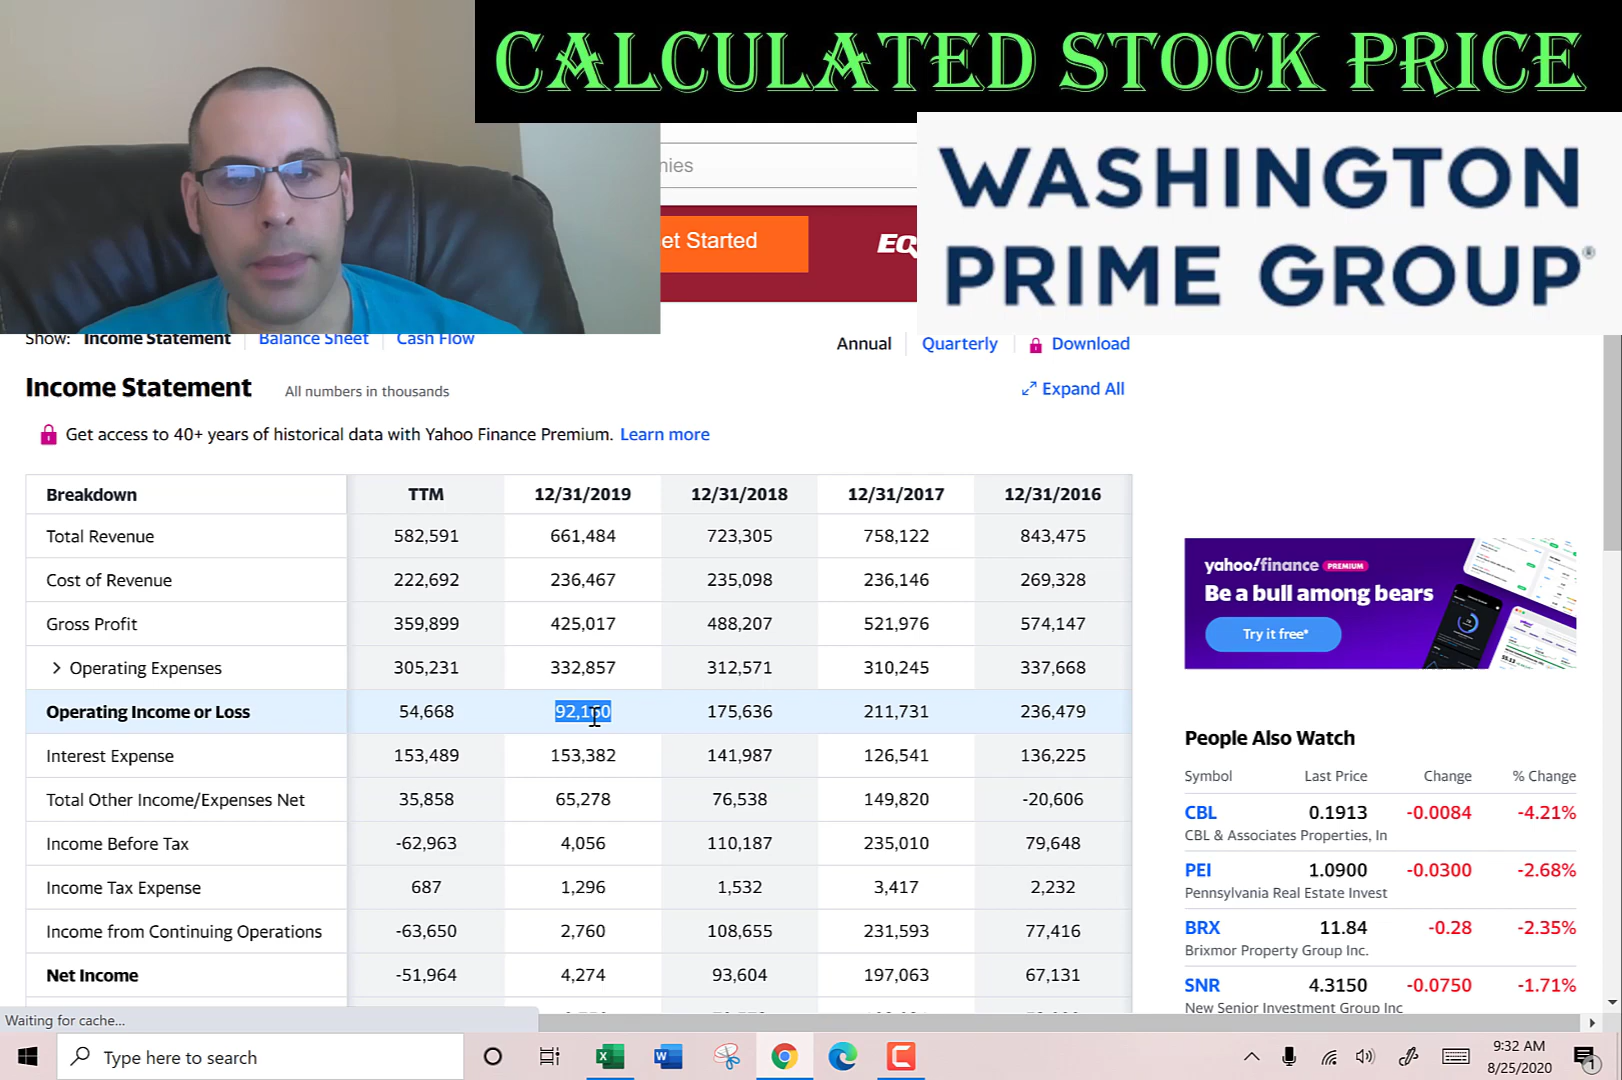 CALCULATED STOCK PRICE
WASHINGTON
PRIME GROUP®
nies
et Started
EQ
Show: Income Statement Balance Sheet Cash Flow
Annual Quarterly Download
Income Statement All numbers in thousands
Expand All
Get access to 40+ years of historical data with Yahoo Finance Premium. Learn more
Breakdown TTM 12/31/2019 12/31/2018 12/31/2017 12/31/2016
Total Revenue 582,591 661,484 723,305 758,122 843,475
Cost of Revenue 222,692 236,467 235,098 236,146 269,328
Gross Profit 359,899 425,017 488,207 521,976 574,147
> Operating Expenses 305,231 332,857 312,571 310,245 337,668
Operating Income or Loss 54,668 92,160 175,636 211,731 236,479
Interest Expense 153,489 153,382 141,987 126,541 136,225
Total Other Income/Expenses Net 35,858 65,278 76,538 149,820 -20,606
Income Before Tax -62,963 4,056 110,187 235,010 79,648
Income Tax Expense 687 1,296 1,532 3,417 2,232
Income from Continuing Operations -63,650 2,760 108,655 231,593 77,416
Net Income -51,964 4,274 93,604 197,063 67,131
yahoo!finance PREMIUM
Be a bull among bears
Try it free*
People Also Watch
Symbol Last Price Change % Change
CBL 0.1913 -0.0084 -4.21%
CBL & Associates Properties, In
PEI 1.0900 -0.0300 -2.68%
Pennsylvania Real Estate Invest
BRX 11.84 -0.28 -2.35%
Brixmor Property Group Inc.
SNR 4.3150 -0.0750 -1.71%
New Senior Investment Group Inc
Waiting for cache...
Type here to search
9:32 AM
8/25/2020
1